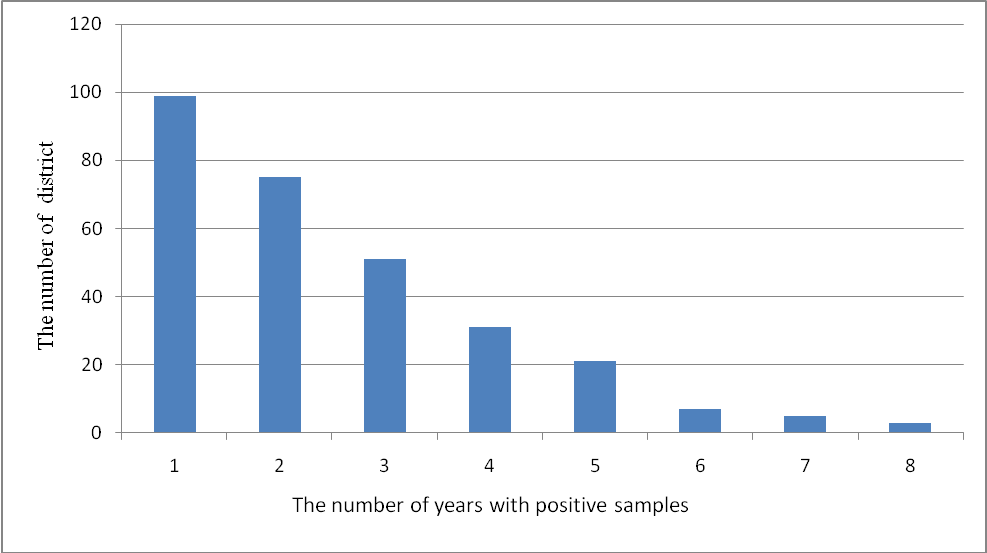 120
100
80
60
40
20
0
The number of district
1 2 3 4 5 6 7 8
The number of years with positive samples